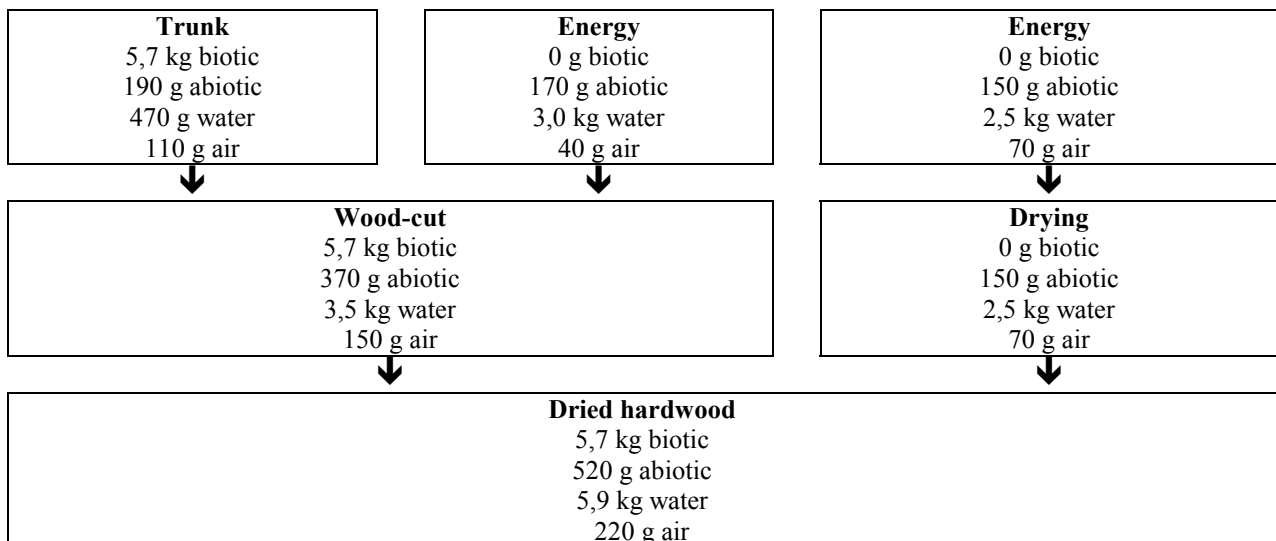 Trunk
5,7 kg biotic
190 g abiotic
470 g water
110 g air
Energy
0 g biotic
170 g abiotic
3,0 kg water
40 g air
Energy
0 g biotic
150 g abiotic
2,5 kg water
70 g air
Wood-cut
5,7 kg biotic
370 g abiotic
3,5 kg water
150 g air
Drying
0 g biotic
150 g abiotic
2,5 kg water
70 g air
Dried hardwood
5,7 kg biotic
520 g abiotic
5,9 kg water
220 g air